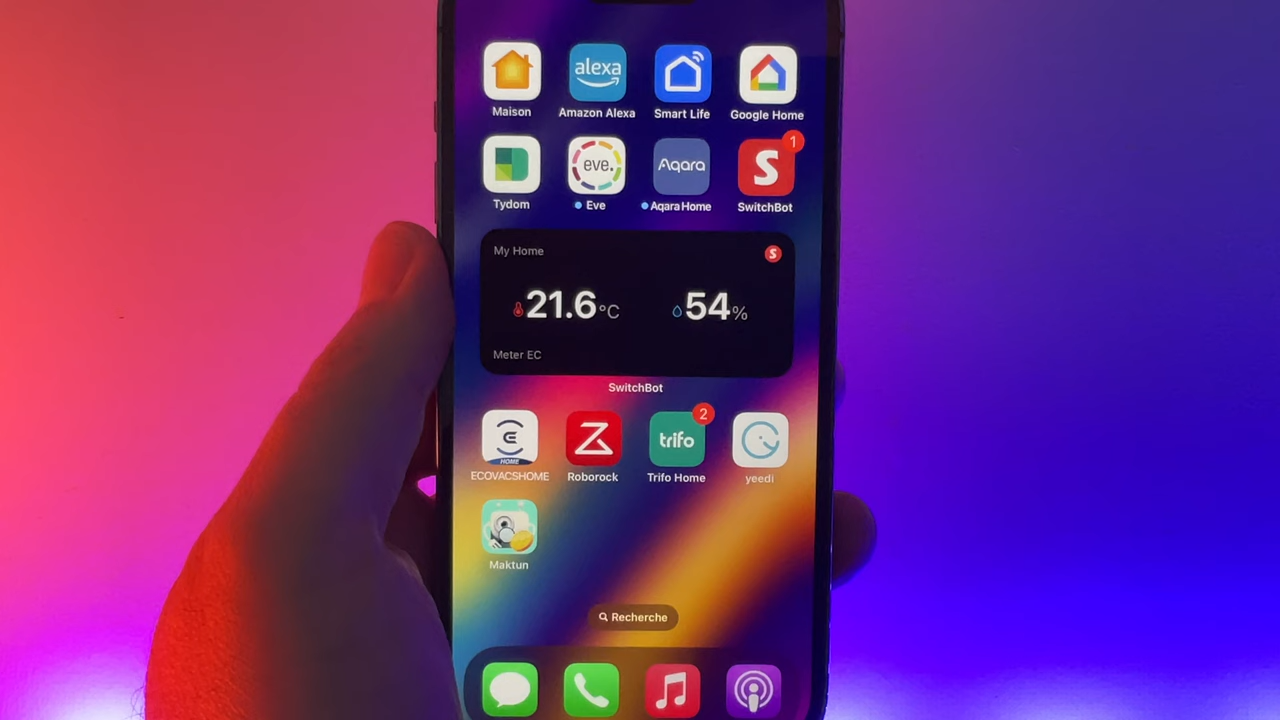 alexa
Maison
Amazon Alexa
Smart Life
Google Home
eve.
Aqara
S
1
Tydom
Eve
Aqara Home
SwitchBot
My Home
S
21.6°C
54%
Meter EC
SwitchBot
HOME
trifo
2
ECOVACSHOME
Roborock
Trifo Home
yeedi
Maktun
Recherche